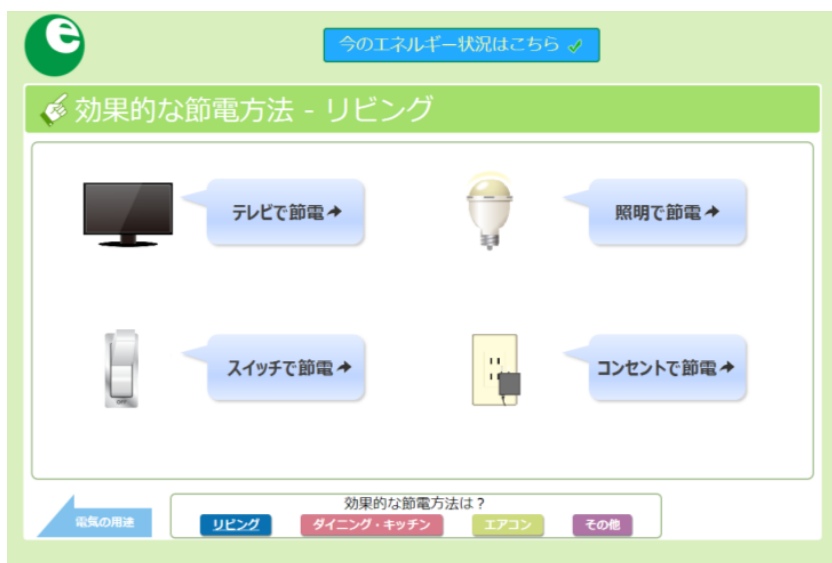 e
今のエネルギー状況はこちら
効果的な節電方法 - リビング
テレビで節電
照明で節電
OFF
スイッチで節電
コンセントで節電
効果的な節電方法は？
電気の用途
リビング
ダイニング・キッチン
エアコン
その他